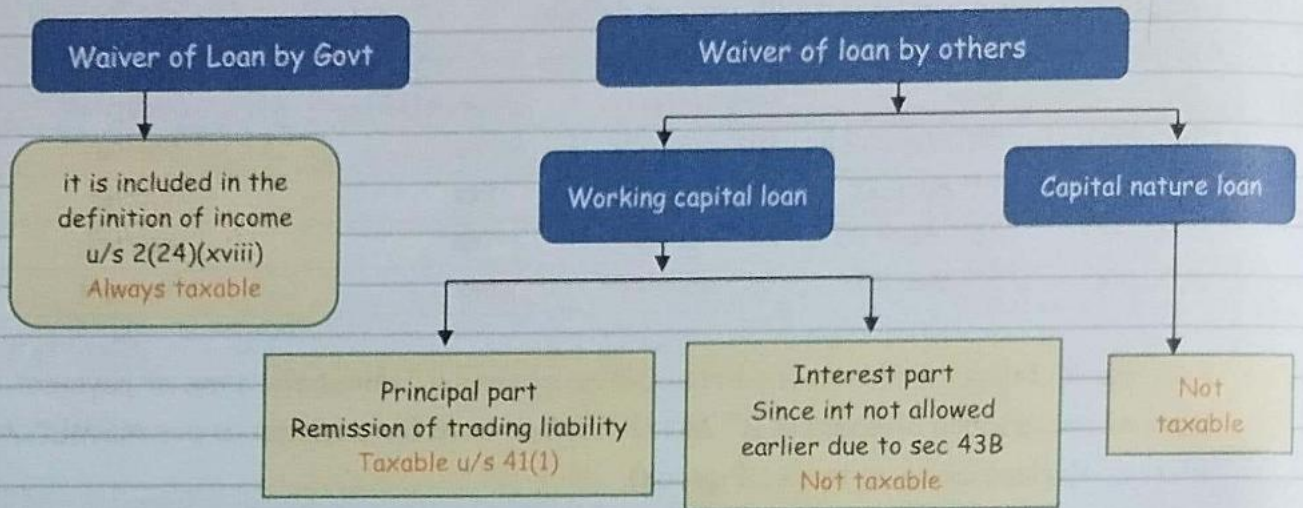 Waiver of Loan by Govt
it is included in the
definition of income
u/s 2(24)(xviii)
Always taxable
Waiver of loan by others
Working capital loan
Capital nature loan
Principal part
Remission of trading liability
Taxable u/s 41(1)
Interest part
Since int not allowed
earlier due to sec 43B
Not taxable
Not
taxable